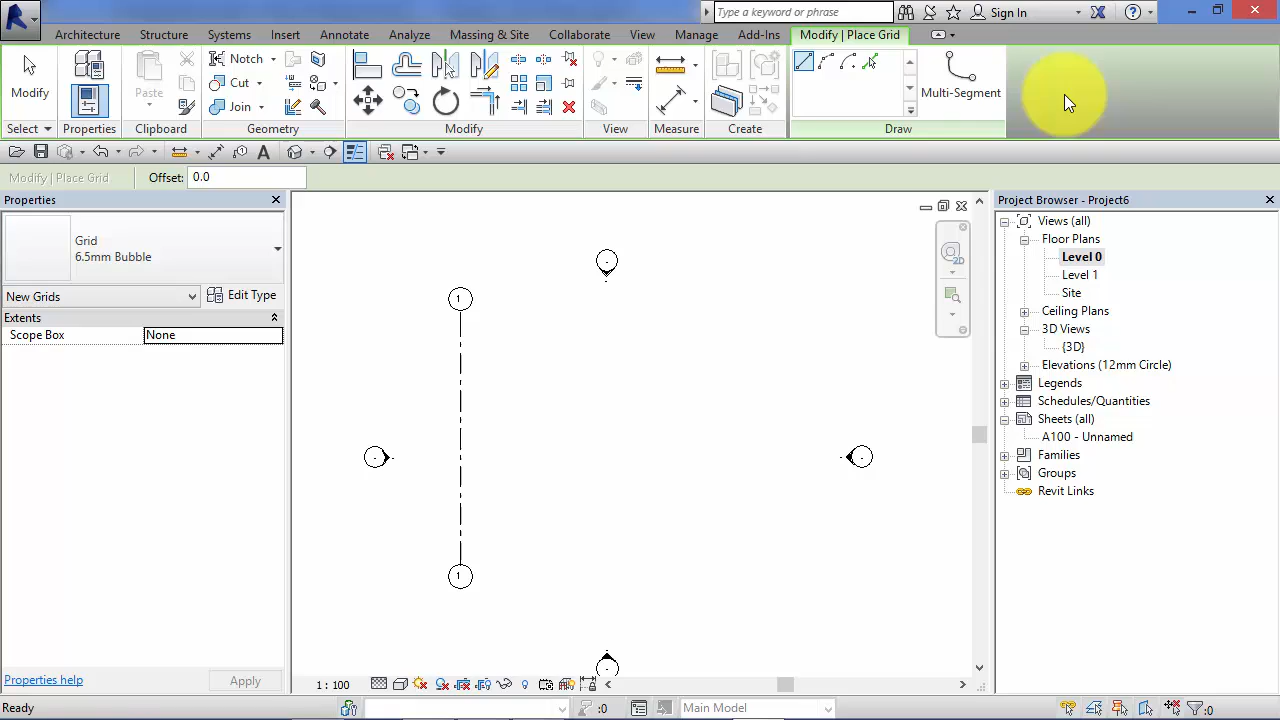 Type a keyword or phrase
Sign In
Architecture Structure Systems Insert Annotate Analyze Massing & Site Collaborate View Manage Add-Ins Modify | Place Grid
Modify
Paste
Notch
Cut
Join
Multi-Segment
Select Properties Clipboard Geometry Modify View Measure Create Draw
Modify | Place Grid Offset: 0.0
Properties
Grid
6.5mm Bubble
New Grids Edit Type
Extents
Scope Box None
Properties help Apply
2D
1
1
1 : 100
Project Browser - Project6
Views (all)
Floor Plans
Level 0
Level 1
Site
Ceiling Plans
3D Views
{3D}
Elevations (12mm Circle)
Legends
Schedules/Quantities
Sheets (all)
A100 - Unnamed
Families
Groups
Revit Links
Ready :0 Main Model :0